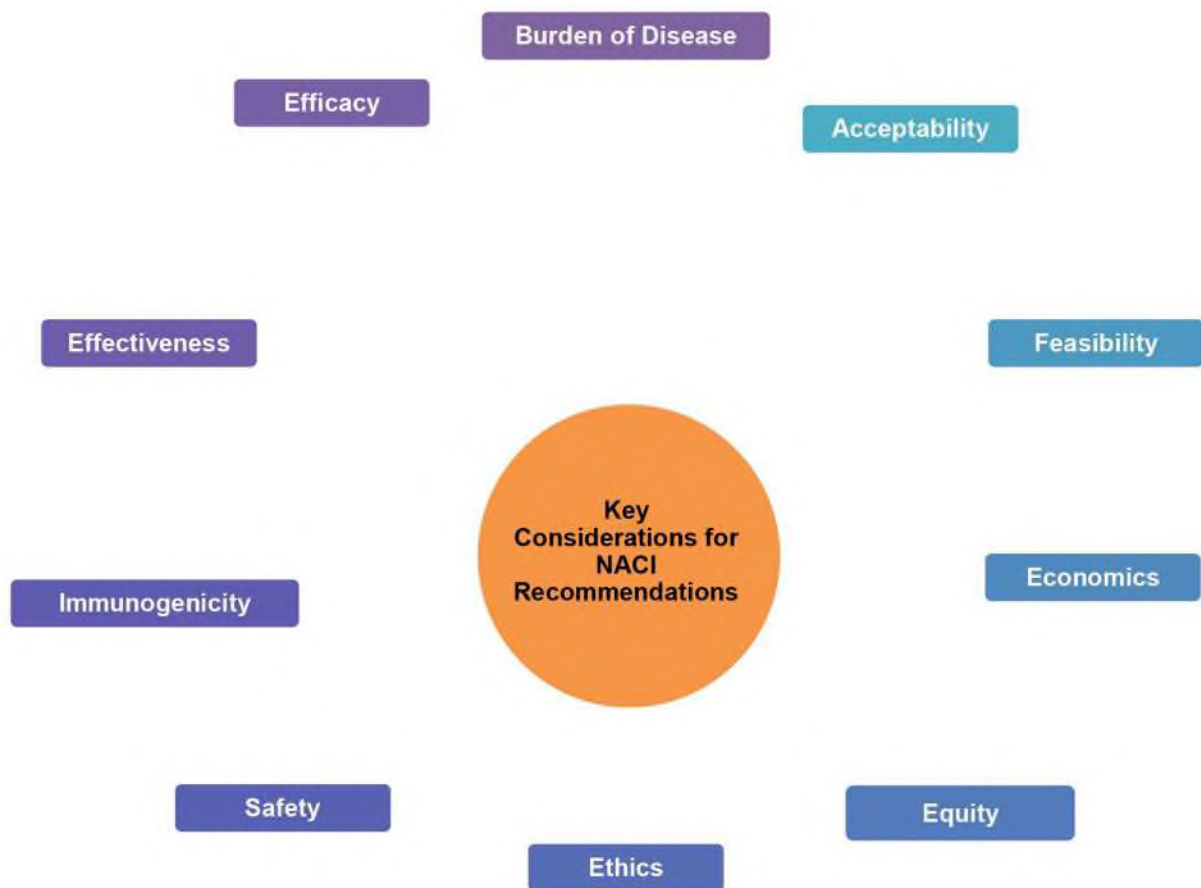 Burden of Disease
Efficacy
Acceptability
Effectiveness
Feasibility
Key
Considerations for
NACI
Recommendations
Economics
Immunogenicity
Safety
Equity
Ethics